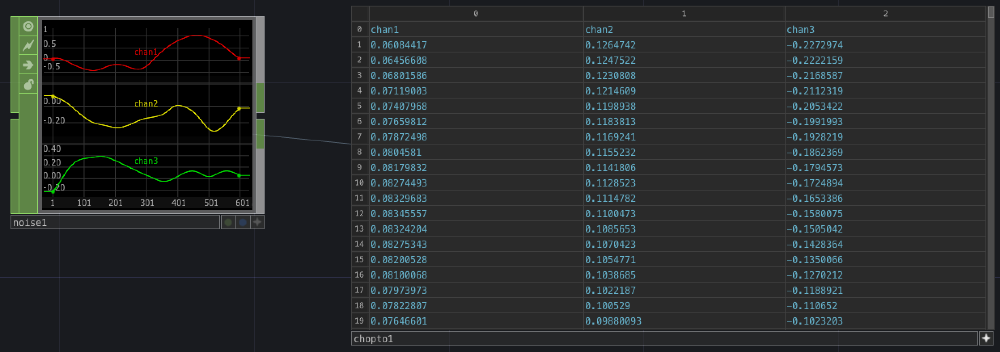 1
0.5
0
-0.5
chan1
0.00
-0.20
chan2
0.40
0.20
0.00
-0.20
chan3
1 101 201 301 401 501 601
noise1
0 1 2
0 chan1 chan2 chan3
1 0.06084417 0.1264742 -0.2272974
2 0.06456608 0.1247522 -0.2222159
3 0.06801586 0.1230808 -0.2168587
4 0.07119003 0.1214609 -0.2112319
5 0.07407968 0.1198938 -0.2053422
6 0.07659812 0.1183813 -0.1991993
7 0.07872498 0.1169241 -0.1928219
8 0.0804581 0.1155232 -0.1862369
9 0.08179832 0.1141806 -0.1794573
10 0.08274493 0.1128523 -0.1724894
11 0.08329683 0.1114782 -0.1653386
12 0.08345557 0.1100473 -0.1580075
13 0.08324204 0.1085653 -0.1505042
14 0.08275343 0.1070423 -0.1428364
15 0.08200528 0.1054771 -0.1350066
16 0.08100068 0.1038685 -0.1270212
17 0.07973973 0.1022187 -0.1188921
18 0.07822807 0.100529 -0.110652
19 0.07646601 0.09880093 -0.1023203
chopto1